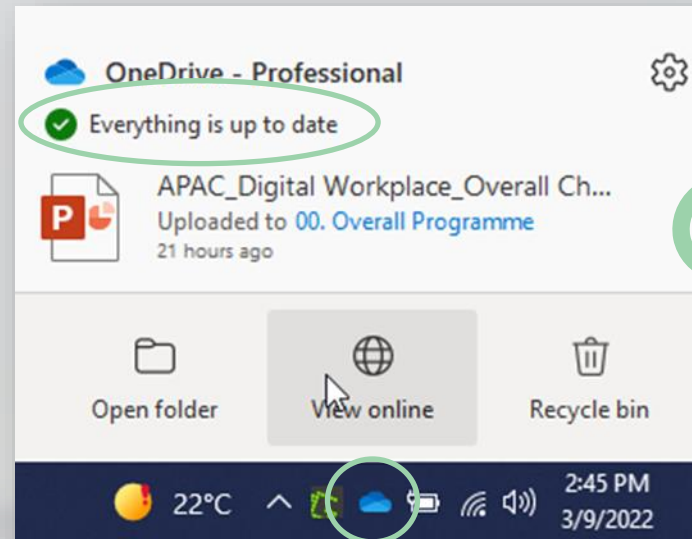 OneDrive - Professional
Everything is up to date
APAC_Digital Workplace_Overall Ch...
Uploaded to 00. Overall Programme
21 hours ago
Open folder View online Recycle bin
22°C 2:45 PM
3/9/2022